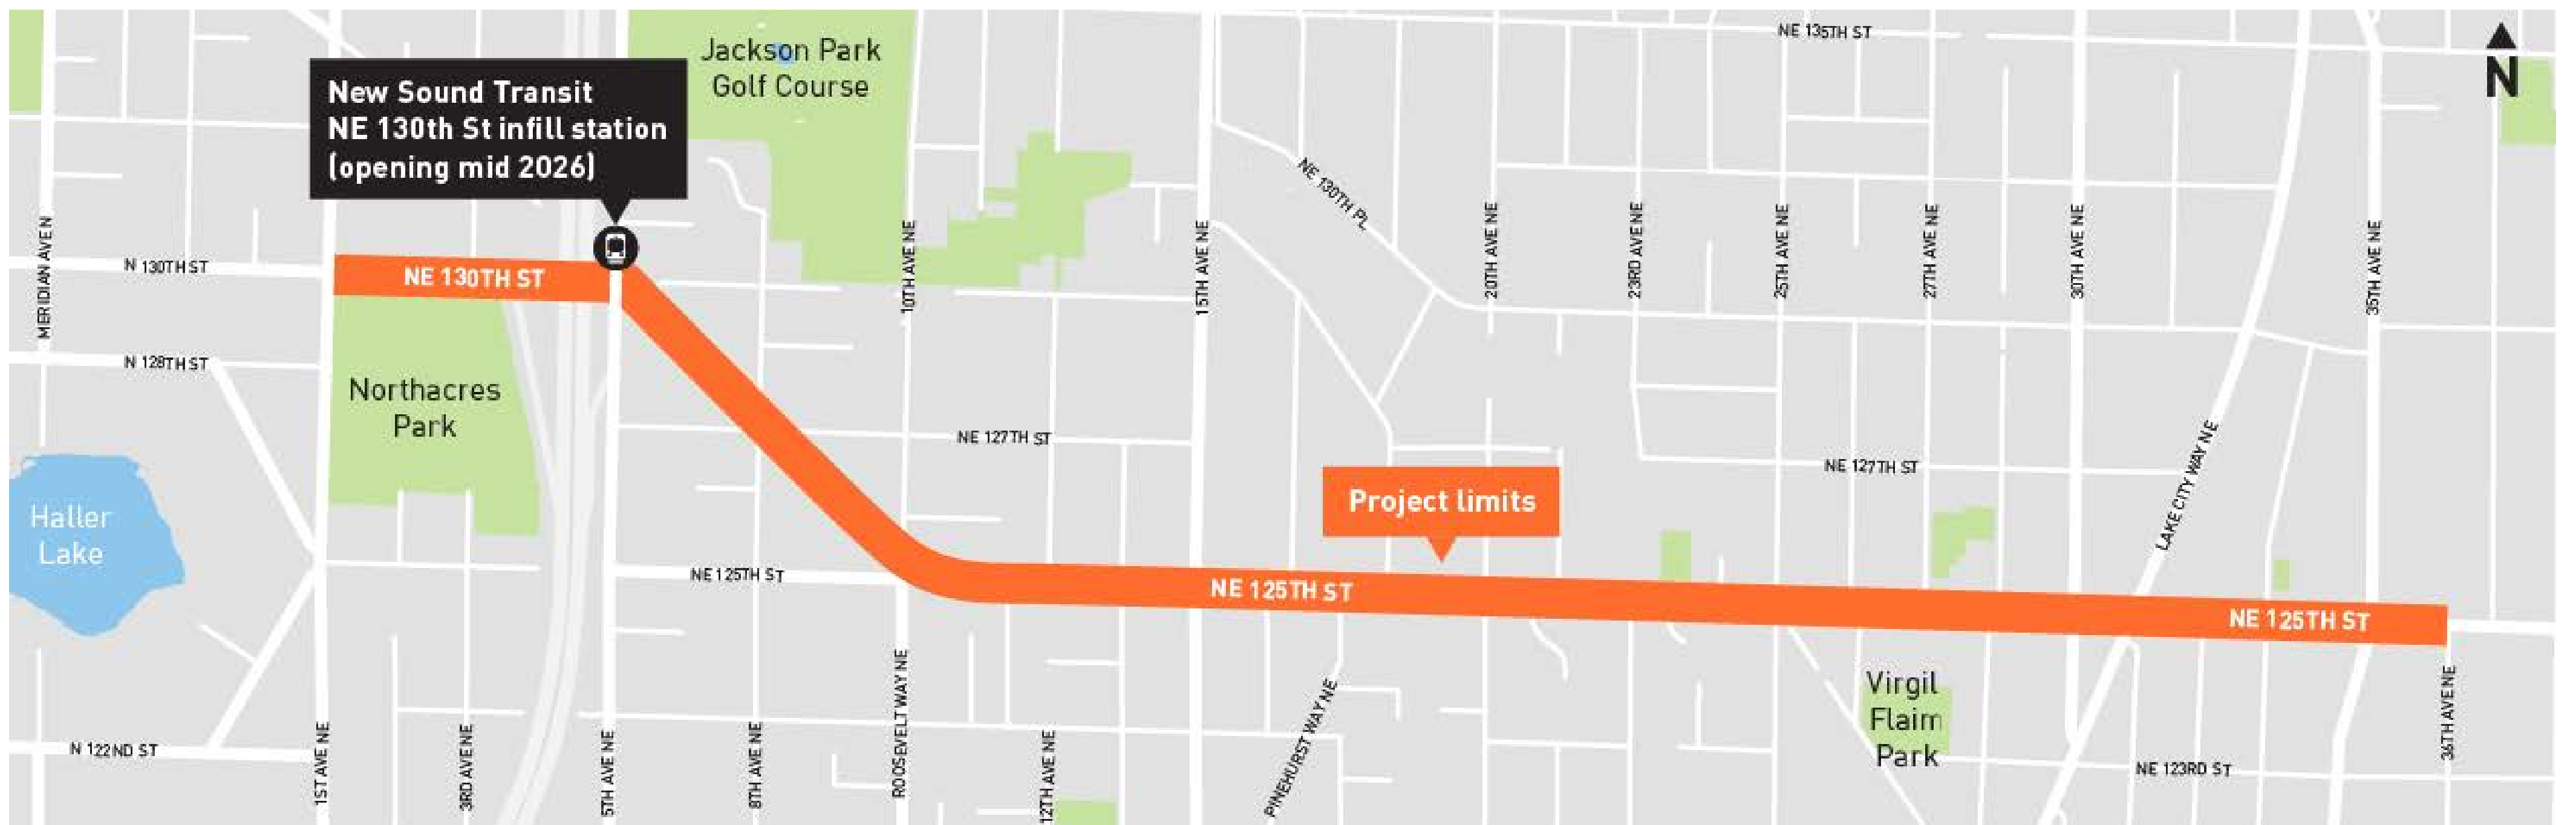 NE 135TH ST
N
Jackson Park
Golf Course
New Sound Transit
NE 130th St infill station
(opening mid 2026)
NE 130TH PL
MERIDIAN AVE N
N 130TH ST
NE 130TH ST
10TH AVE NE
15TH AVE NE
20TH AVE NE
23RD AVE NE
25TH AVE NE
27TH AVE NE
30TH AVE NE
35TH AVE NE
N 128TH ST
Northacres
Park
NE 127TH ST
NE 127TH ST
LAKE CITY WAY NE
Project limits
Haller
Lake
NE 125TH ST
NE 125TH ST
NE 125TH ST
Virgil
Flaim
Park
N 122ND ST
1ST AVE NE
3RD AVE NE
5TH AVE NE
8TH AVE NE
ROOSEVELT WAY NE
12TH AVE NE
PINEHURST WAY NE
NE 123RD ST
36TH AVE NE